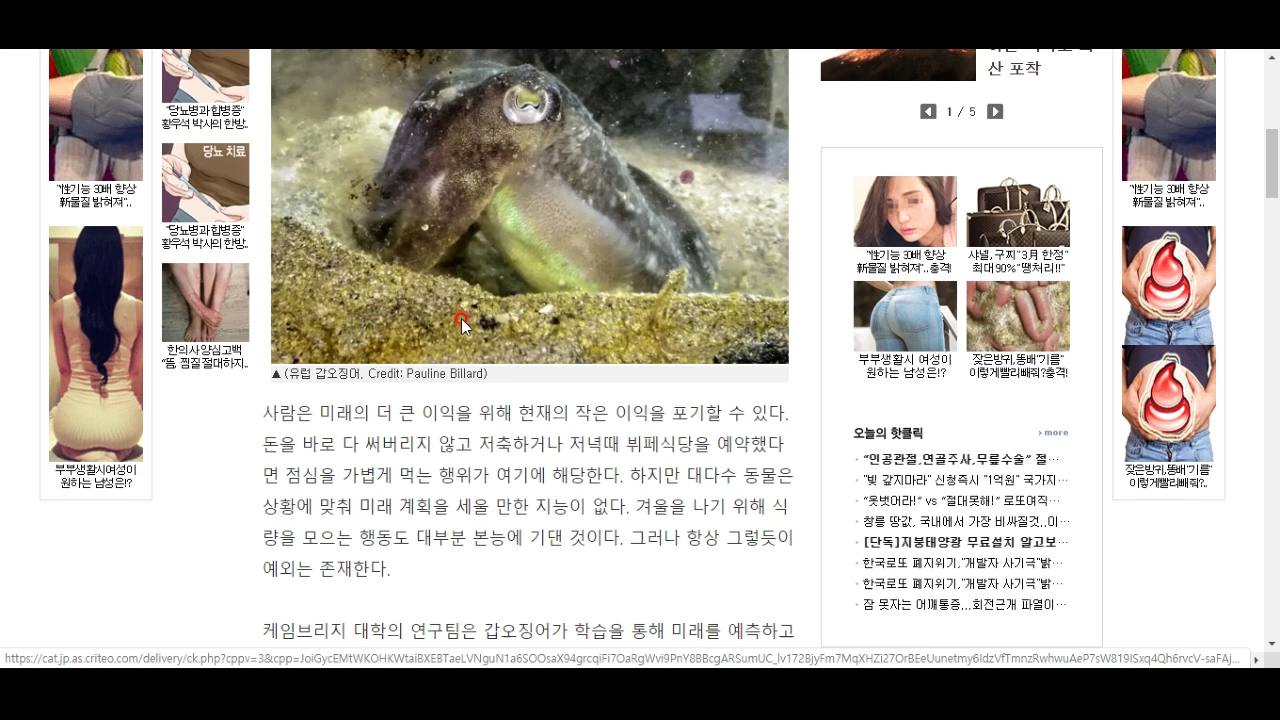 산 포착
1 / 5
"性기능 30배 향상
新물질 밝혀져"..
부부생활시여성이
원하는 남성은!?
"당뇨병과합병증"
황우석 박사의 한방..
당뇨 치료
"당뇨병과합병증"
황우석 박사의 한방..
한의사 양심고백
"뜸, 찜질 절대하지..
▲ (유럽 갑오징어. Credit: Pauline Billard)
사람은 미래의 더 큰 이익을 위해 현재의 작은 이익을 포기할 수 있다.
돈을 바로 다 써버리지 않고 저축하거나 저녁때 뷔페식당을 예약했다
면 점심을 가볍게 먹는 행위가 여기에 해당한다. 하지만 대다수 동물은
상황에 맞춰 미래 계획을 세울 만한 지능이 없다. 겨울을 나기 위해 식
량을 모으는 행동도 대부분 본능에 기댄 것이다. 그러나 항상 그렇듯이
예외는 존재한다.
케임브리지 대학의 연구팀은 갑오징어가 학습을 통해 미래를 예측하고
"性기능 30배 향상
新물질 밝혀져"..충격!
샤넬, 구찌"3月 한정"
최대 90%"땡처리!!"
부부생활시 여성이
원하는 남성은!?
잦은방귀,똥배"기름"
이렇게빨리빼줘?충격!
오늘의 핫클릭
› more
"인공관절,연골주사,무릎수술" 절…
"빚 갚지마라" 신청즉시 "1억원" 국가지…
"옷벗어라!" vs "절대못해!" 로또여직…
창릉 땅값, 국내에서 가장 비싸질것..이…
[단독]지붕태양광 무료설치 알고보…
한국로또 폐지위기,"개발자 사기극"밝…
한국로또 폐지위기,"개발자 사기극"밝…
잠 못자는 어깨통증...회전근개 파열이…
"性기능 30배 향상
新물질 밝혀져"..
잦은방귀,똥배"기름"
이렇게빨리빼줘?..